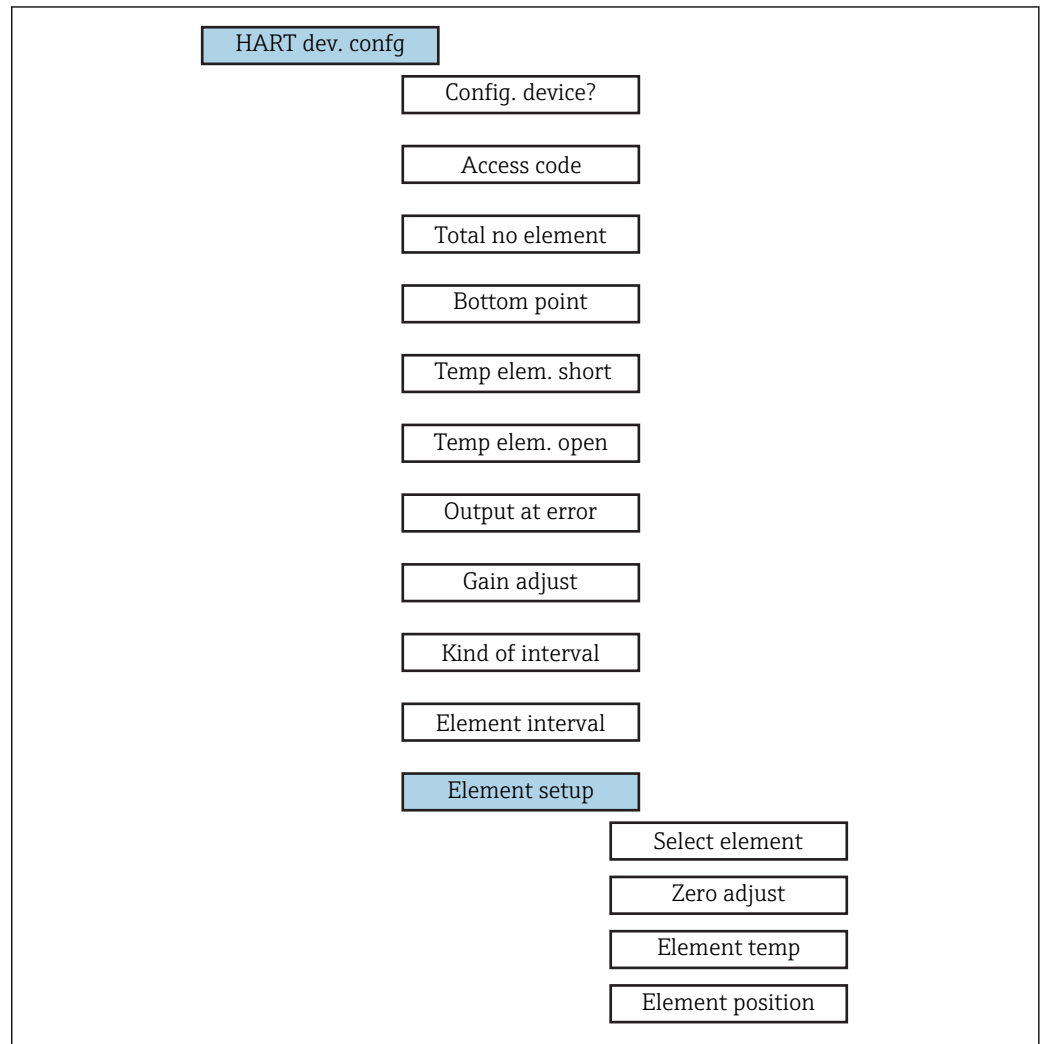 HART dev. confg
Config. device?
Access code
Total no element
Bottom point
Temp elem. short
Temp elem. open
Output at error
Gain adjust
Kind of interval
Element interval
Element setup
Select element
Zero adjust
Element temp
Element position